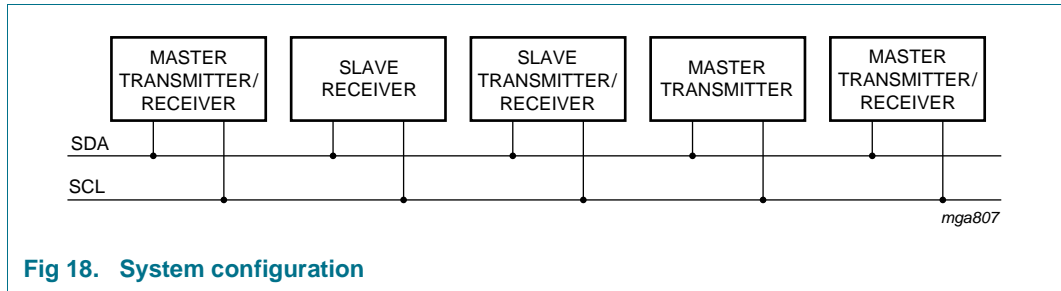 MASTER
TRANSMITTER/
RECEIVER
SLAVE
RECEIVER
SLAVE
TRANSMITTER/
RECEIVER
MASTER
TRANSMITTER
MASTER
TRANSMITTER/
RECEIVER
SDA
SCL
mga807
Fig 18. System configuration